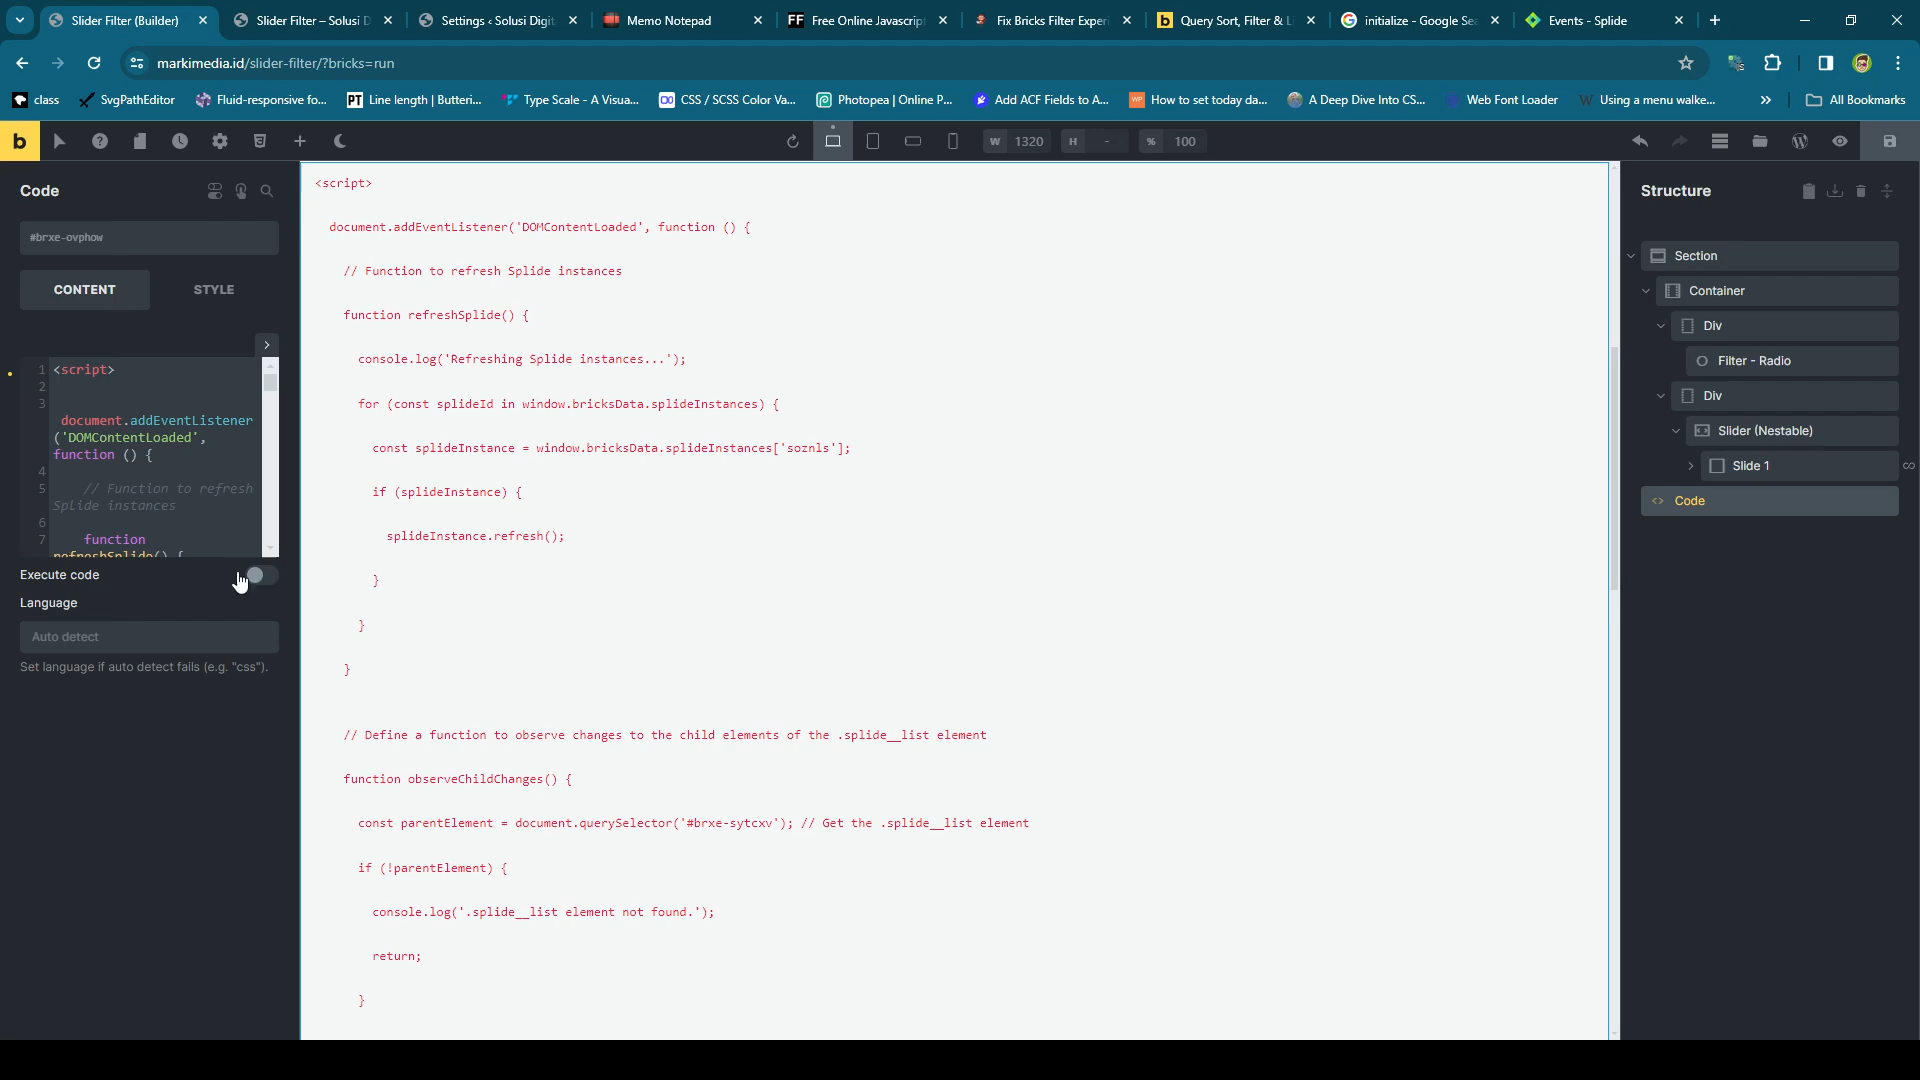 Slider Filter (Builder)
Slider Filter – Solusi D
Settings ‹ Solusi Digit
Memo Notepad
FF Free Online Javascrip
Fix Bricks Filter Experi
b Query Sort, Filter & Li
initialize - Google Se
Events - Splide
markimedia.id/slider-filter/?bricks=run
class
SvgPathEditor
Fluid-responsive fo...
PT Line length | Butteri...
Type Scale - A Visua...
CSS / SCSS Color Va...
Photopea | Online P...
Add ACF Fields to A...
WP How to set today da...
A Deep Dive Into CS...
Web Font Loader
W Using a menu walke...
All Bookmarks
b
W 1320
H -
% 100
Code
#brxe-ovphow
CONTENT
STYLE
1 <script>
2
3
document.addEventListener
('DOMContentLoaded',
function () {
4
5 // Function to refresh
Splide instances
6
7 function
refreshSplide() {
Execute code
Language
Auto detect
Set language if auto detect fails (e.g. "css").
<script>
document.addEventListener('DOMContentLoaded', function () {
// Function to refresh Splide instances
function refreshSplide() {
console.log('Refreshing Splide instances...');
for (const splideId in window.bricksData.splideInstances) {
const splideInstance = window.bricksData.splideInstances['soznls'];
if (splideInstance) {
splideInstance.refresh();
}
}
}
// Define a function to observe changes to the child elements of the .splide__list element
function observeChildChanges() {
const parentElement = document.querySelector('#brxe-sytcxv'); // Get the .splide__list element
if (!parentElement) {
console.log('.splide__list element not found.');
return;
}
Structure
Section
Container
Div
Filter - Radio
Div
Slider (Nestable)
Slide 1
Code